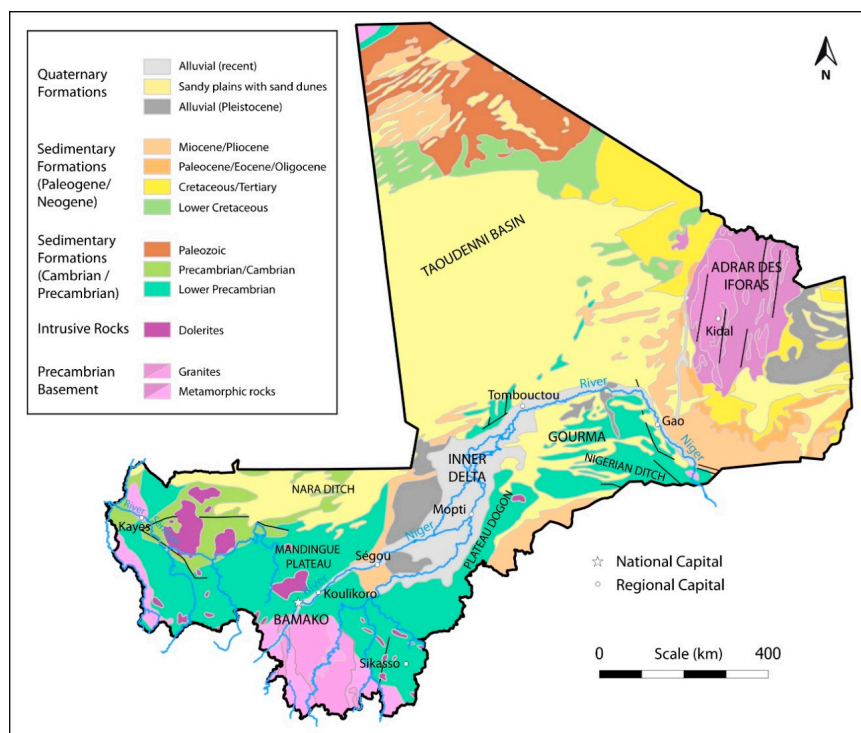 Quaternary
Formations
Alluvial (recent)
Sandy plains with sand dunes
Alluvial (Pleistocene)
Sedimentary
Formations
(Paleogene/
Neogene)
Miocene/Pliocene
Paleocene/Eocene/Oligocene
Cretaceous/Tertiary
Lower Cretaceous
Sedimentary
Formations
(Cambrian /
Precambrian)
Paleozoic
Precambrian/Cambrian
Lower Precambrian
Intrusive Rocks
Dolerites
Precambrian
Basement
Granites
Metamorphic rocks
N
TAOUDENNI BASIN
ADRAR DES
IFORAS
Kidal
Tombouctou
River
Gao
Niger
GOURMA
NIGERIAN DITCH
INNER
DELTA
Mopti
PLATEAU DOGON
NARA DITCH
River
Kayes
MANDINGUE
PLATEAU
Ségou
Niger
River
Koulikoro
BAMAKO
Sikasso
National Capital
Regional Capital
0
Scale (km)
400